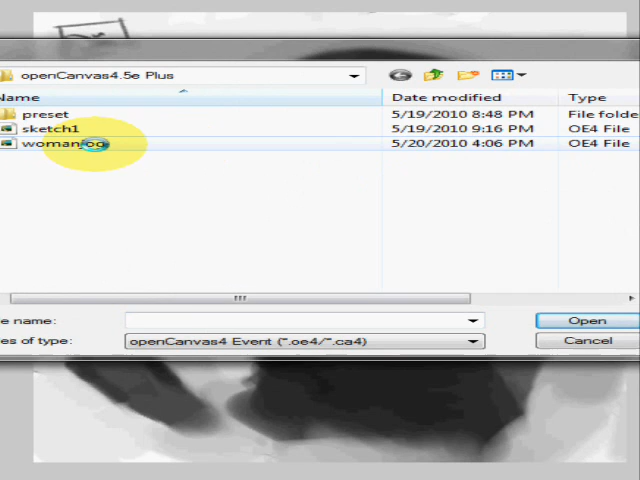 openCanvas4.5e Plus
Name Date modified Type
preset 5/19/2010 8:48 PM File folde
sketch1 5/19/2010 9:16 PM OE4 File
5/20/2010 4:06 PM OE4 File
e name:
Open
es of type: openCanvas4 Event (*.oe4/*.ca4) Cancel